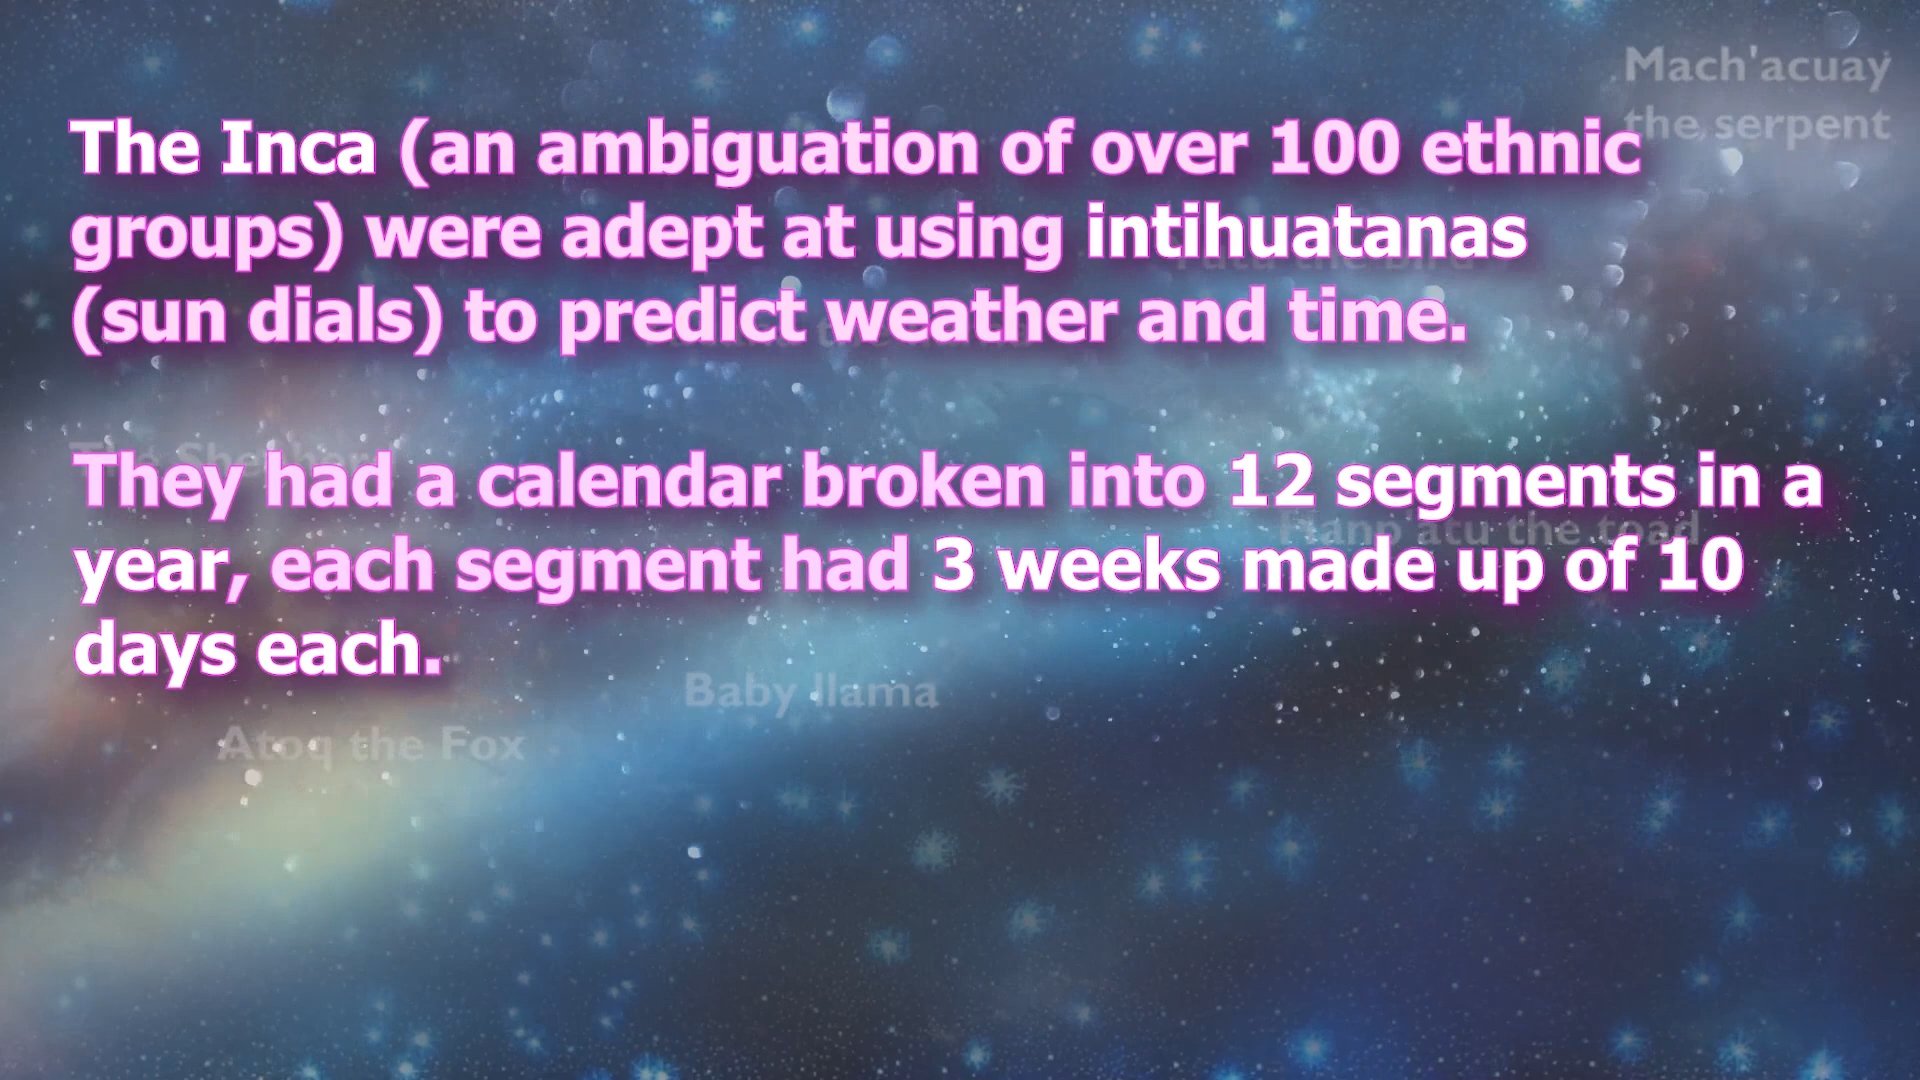 Mach'acuay
the serpent
The Inca (an ambiguation of over 100 ethnic
groups) were adept at using intihuatanas
(sun dials) to predict weather and time.
They had a calendar broken into 12 segments in a
year, each segment had 3 weeks made up of 10
days each.
the toad
Baby llama
Atoq the Fox